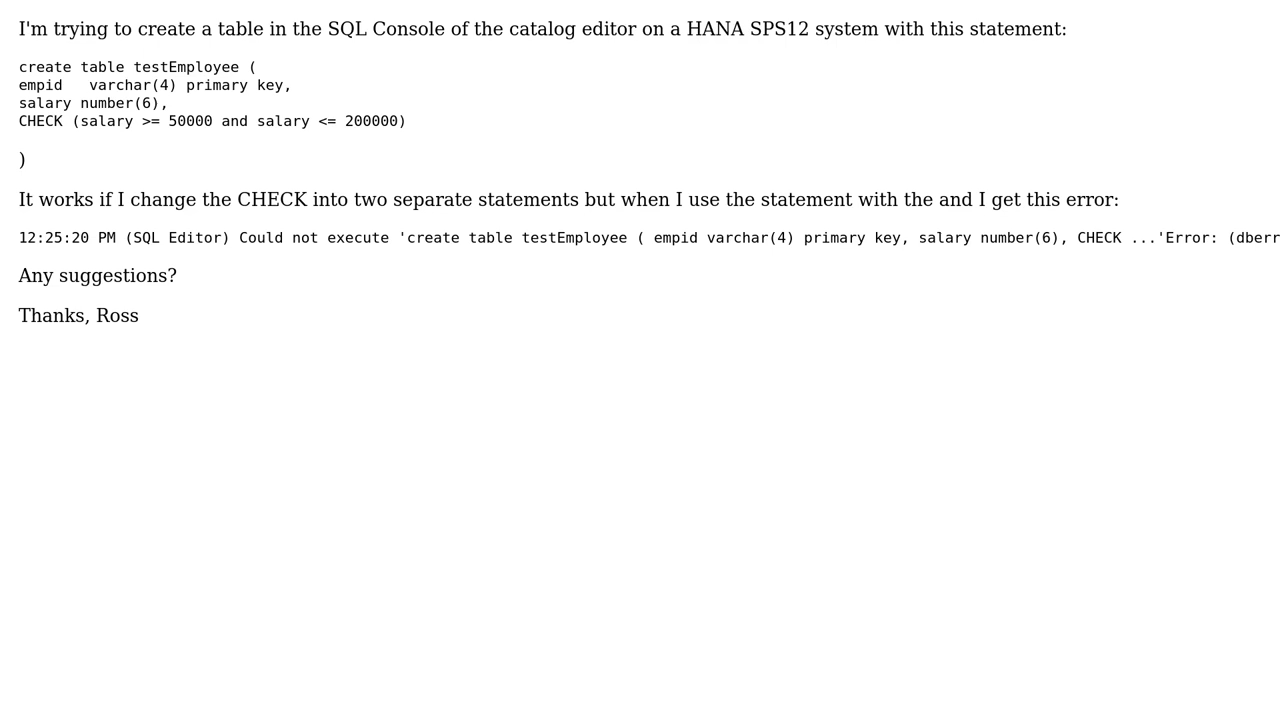 I'm trying to create a table in the SQL Console of the catalog editor on a HANA SPS12 system with this statement:
create table testEmployee (
empid   varchar(4) primary key,
salary number(6),
CHECK (salary >= 50000 and salary <= 200000)
)
It works if I change the CHECK into two separate statements but when I use the statement with the and I get this error:
12:25:20 PM (SQL Editor) Could not execute 'create table testEmployee ( empid varchar(4) primary key, salary number(6), CHECK ...'Error: (dberr
Any suggestions?
Thanks, Ross